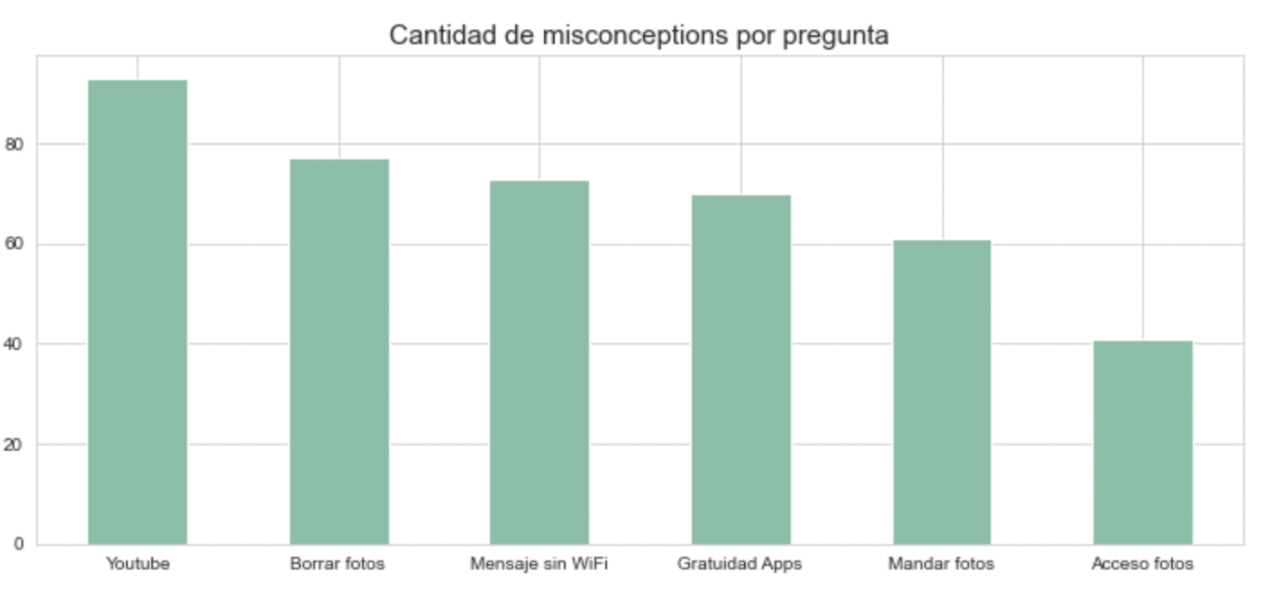 Cantidad de misconceptions por pregunta
80
60
40
20
0
Youtube Borrar fotos Mensaje sin WiFi Gratuidad Apps Mandar fotos Acceso fotos